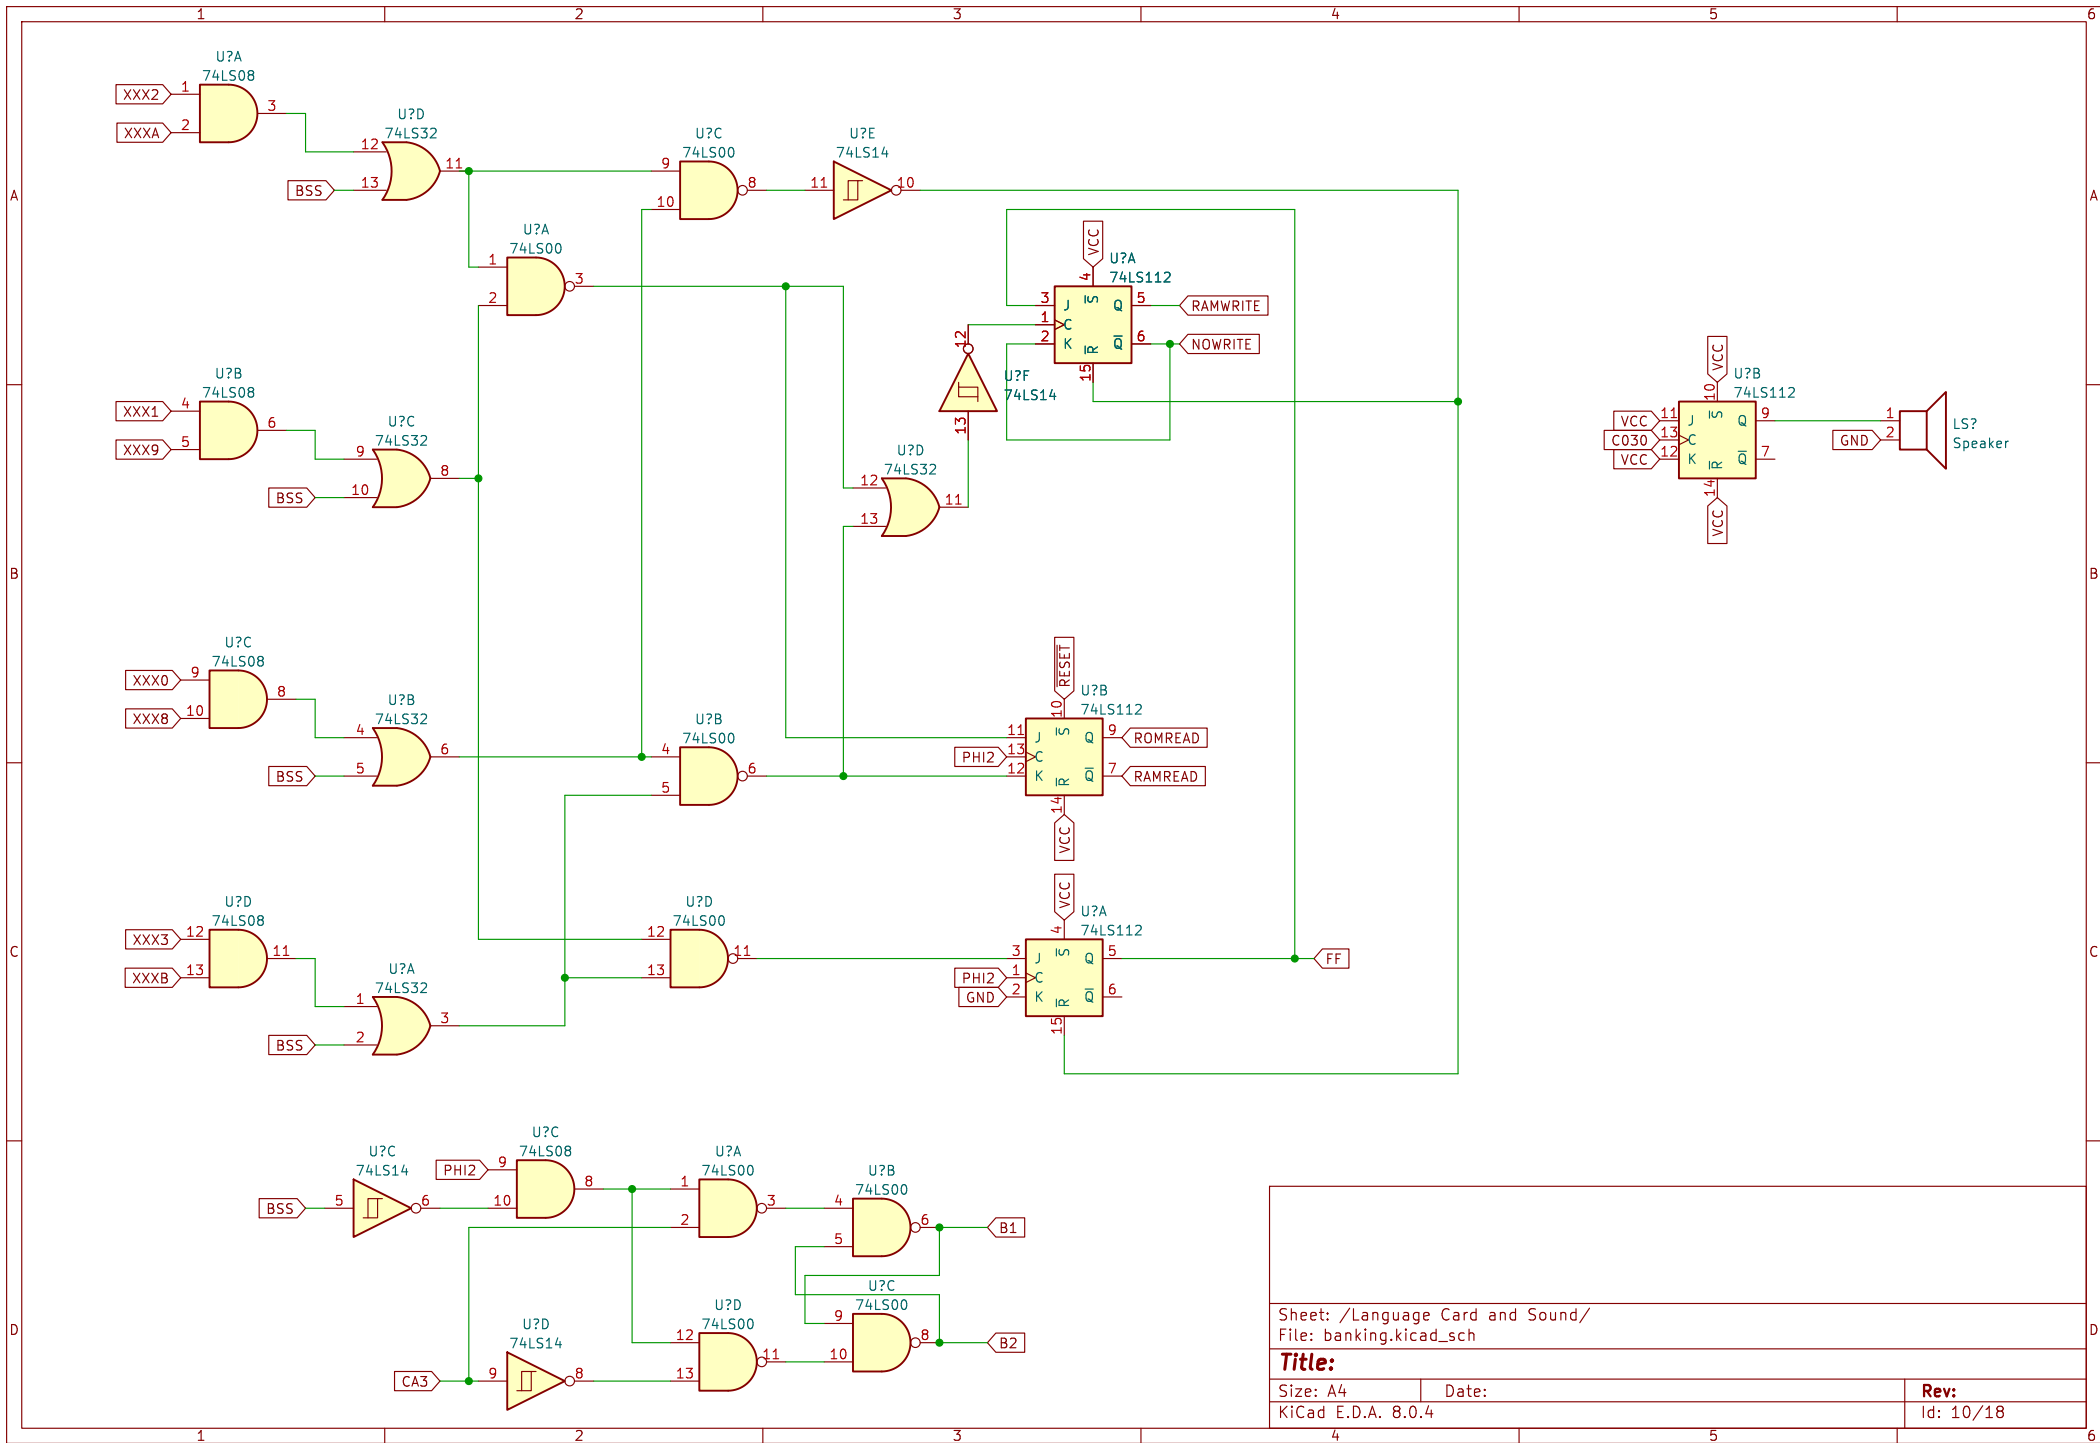 1 2 3 4 5 6
A
B
C
D
A
B
C
D
U?A
74LS08
XXX2 1
XXXA 2
3
U?D
74LS32
12
BSS 13
11
U?C
74LS00
9
10
8
U?E
74LS14
11
10
U?A
74LS00
1
2
3
VCC
4
U?A
74LS112
3 J S Q 5 RAMWRITE
1 C
2 K R Q 6 NOWRITE
15
12
U?F
74LS14
13
U?B
74LS08
XXX1 4
XXX9 5
6
U?C
74LS32
9
BSS 10
8
U?D
74LS32
12
13
11
VCC
10
U?B
74LS112
VCC 11 J S Q 9
C030 13 C
VCC 12 K R Q 7
14
VCC
1
GND 2
LS?
Speaker
U?C
74LS08
XXX0 9
XXX8 10
8
U?B
74LS32
4
BSS 5
6
U?B
74LS00
4
5
6
RESET
10
U?B
74LS112
11 J S Q 9 ROMREAD
PHI2 13 C
12 K R Q 7 RAMREAD
14
VCC
U?D
74LS08
XXX3 12
XXXB 13
11
U?A
74LS32
1
BSS 2
3
U?D
74LS00
12
13
11
VCC
4
U?A
74LS112
3 J S Q 5 FF
PHI2 1 C
GND 2 K R Q 6
15
U?C
74LS14
BSS 5
6
U?C
74LS08
PHI2 9
10
8
U?A
74LS00
1
2
3
U?B
74LS00
4
5
6 B1
U?D
74LS14
CA3 9
8
U?D
74LS00
12
13
11
U?C
74LS00
9
10
8 B2
Sheet: /Language Card and Sound/
File: banking.kicad_sch
Title:
Size: A4 Date: Rev:
KiCad E.D.A. 8.0.4 Id: 10/18
1 2 3 4 5 6